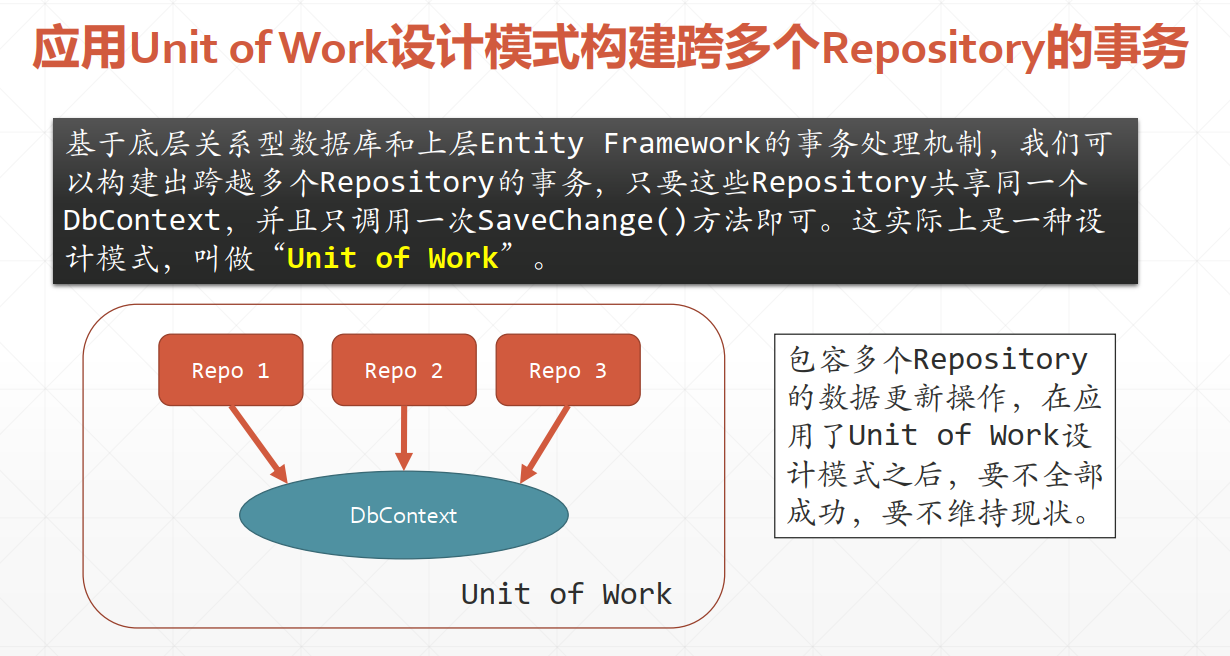 应用Unit of Work设计模式构建跨多个Repository的事务
基于底层关系型数据库和上层Entity Framework的事务处理机制，我们可
以构建出跨越多个Repository的事务，只要这些Repository共享同一个
DbContext，并且只调用一次SaveChange()方法即可。这实际上是一种设
计模式，叫做“Unit of Work”。
Repo 1
Repo 2
Repo 3
DbContext
Unit of Work
包容多个Repository
的数据更新操作，在应
用了Unit of Work设
计模式之后，要不全部
成功，要不维持现状。